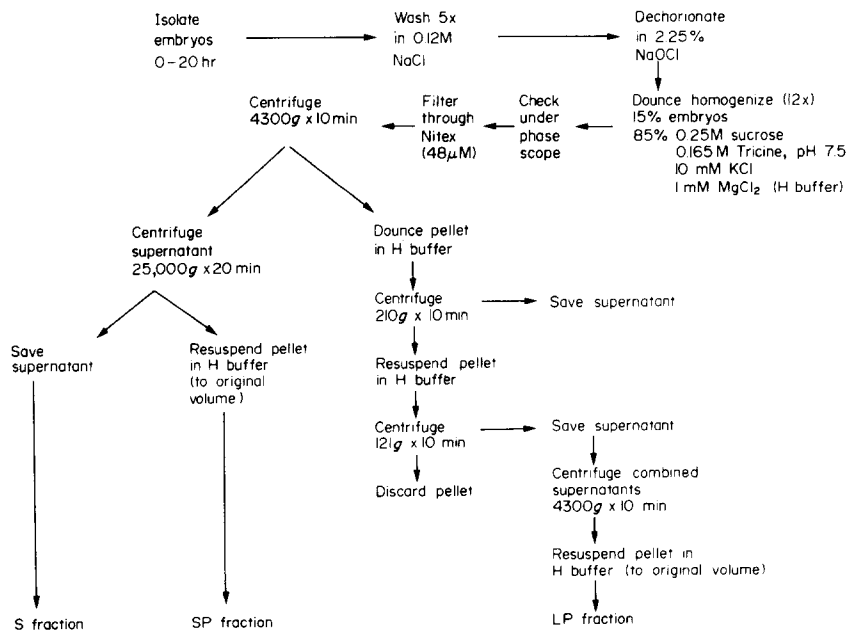 Isolate
embryos
0-20 hr
Wash 5x
in 0.12M
NaCl
Dechorionate
in 2.25%
NaOCl
Dounce homogenize (12x)
15% embryos
85% 0.25M sucrose
0.165M Tricine, pH 7.5
10 mM KCl
1 mM MgCl₂ (H buffer)
Check
under
phase
scope
Filter
through
Nitex
(48μM)
Centrifuge
4300g x 10 min
Centrifuge
supernatant
25,000g x 20 min
Dounce pellet
in H buffer
Centrifuge
210g x 10 min
Save supernatant
Save
supernatant
Resuspend pellet
in H buffer
(to original
volume)
Resuspend pellet
in H buffer
Centrifuge
121g x 10 min
Save supernatant
Discard pellet
Centrifuge combined
supernatants
4300g x 10 min
Resuspend pellet in
H buffer (to original volume)
S fraction
SP fraction
LP fraction